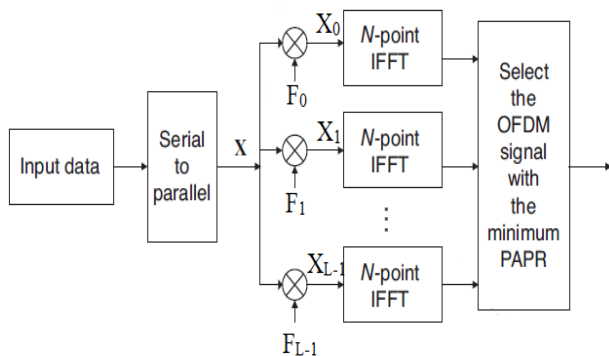 Input data
Serial
to
parallel
X
X0
F0
N-point
IFFT
X1
F1
N-point
IFFT
⋮
XL-1
FL-1
N-point
IFFT
Select
the
OFDM
signal
with
the
minimum
PAPR